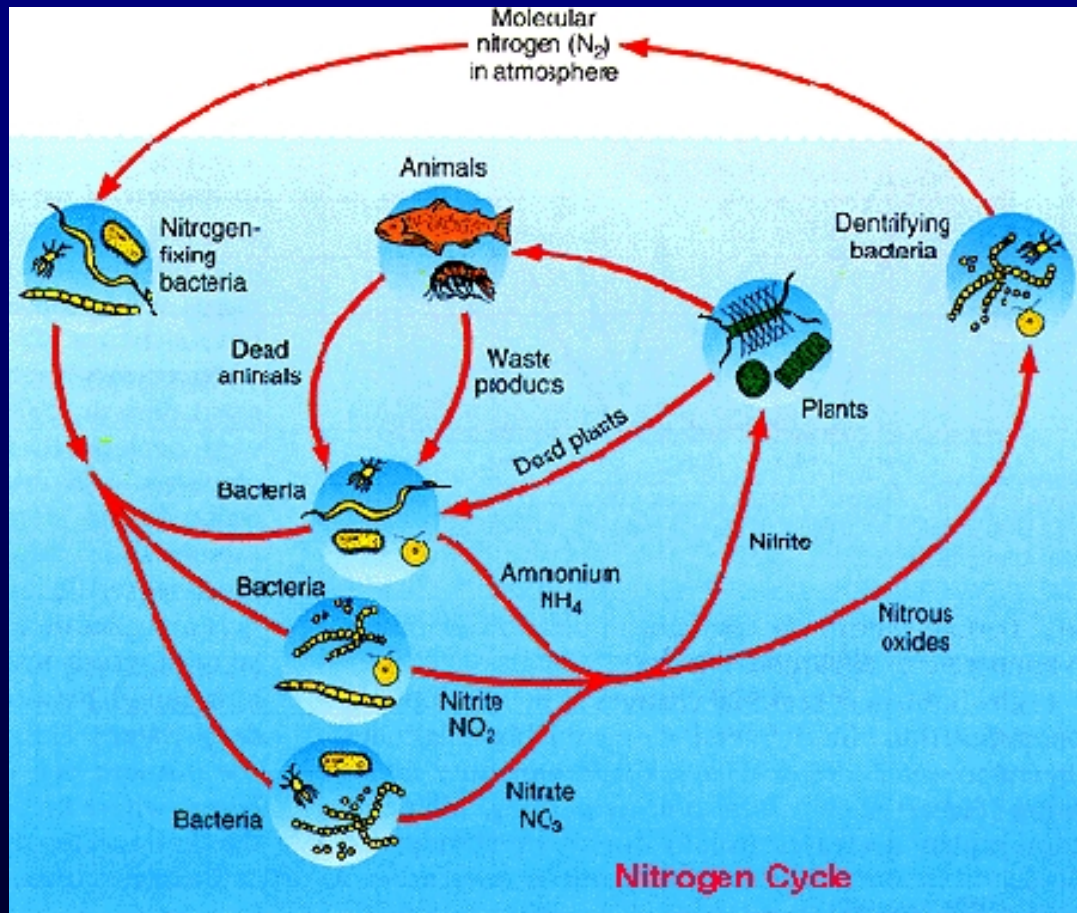 Molecular
nitrogen (N₂)
in atmosphere
Animals
Nitrogen-
fixing
bacteria
Dentrifying
bacteria
Dead
animals
Waste
products
Plants
Dead plants
Bacteria
Nitrite
Ammonium
NH₄
Bacteria
Nitrous
oxides
Nitrite
NO₂
Nitrate
NO₃
Bacteria
Nitrogen Cycle